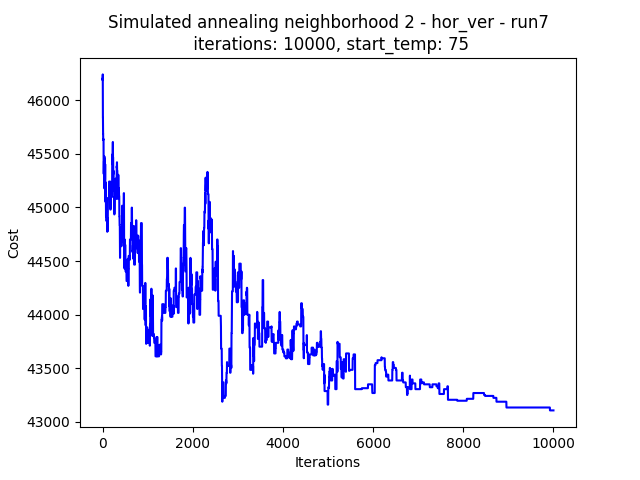 Simulated annealing neighborhood 2 - hor_ver - run7
iterations: 10000, start_temp: 75
46000
45500
45000
44500
44000
43500
43000
Cost
0 2000 4000 6000 8000 10000
Iterations